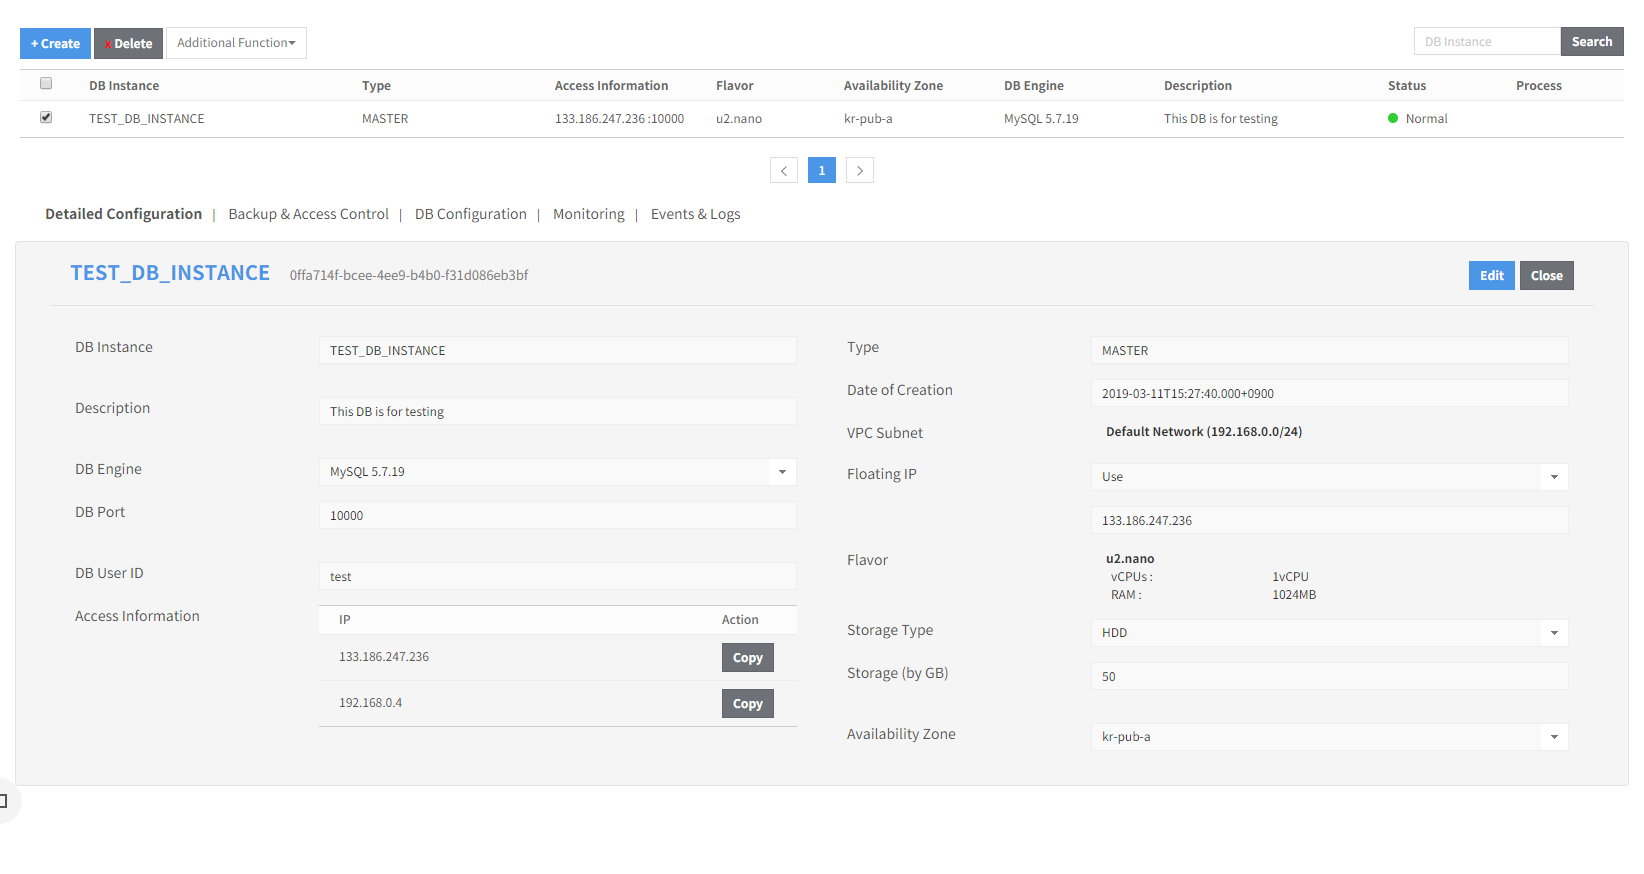 + Create x Delete Additional Function DB Instance Search
DB Instance Type Access Information Flavor Availability Zone DB Engine Description Status Process
TEST_DB_INSTANCE MASTER 133.186.247.236 :10000 u2.nano kr-pub-a MySQL 5.7.19 This DB is for testing Normal
< 1 >
Detailed Configuration | Backup & Access Control | DB Configuration | Monitoring | Events & Logs
TEST_DB_INSTANCE 0ffa714f-bcee-4ee9-b4b0-f31d086eb3bf Edit Close
DB Instance TEST_DB_INSTANCE
Description This DB is for testing
DB Engine MySQL 5.7.19
DB Port 10000
DB User ID test
Access Information IP Action
133.186.247.236 Copy
192.168.0.4 Copy
Type MASTER
Date of Creation 2019-03-11T15:27:40.000+0900
VPC Subnet Default Network (192.168.0.0/24)
Floating IP Use
133.186.247.236
Flavor u2.nano
vCPUs : 1vCPU
RAM : 1024MB
Storage Type HDD
Storage (by GB) 50
Availability Zone kr-pub-a